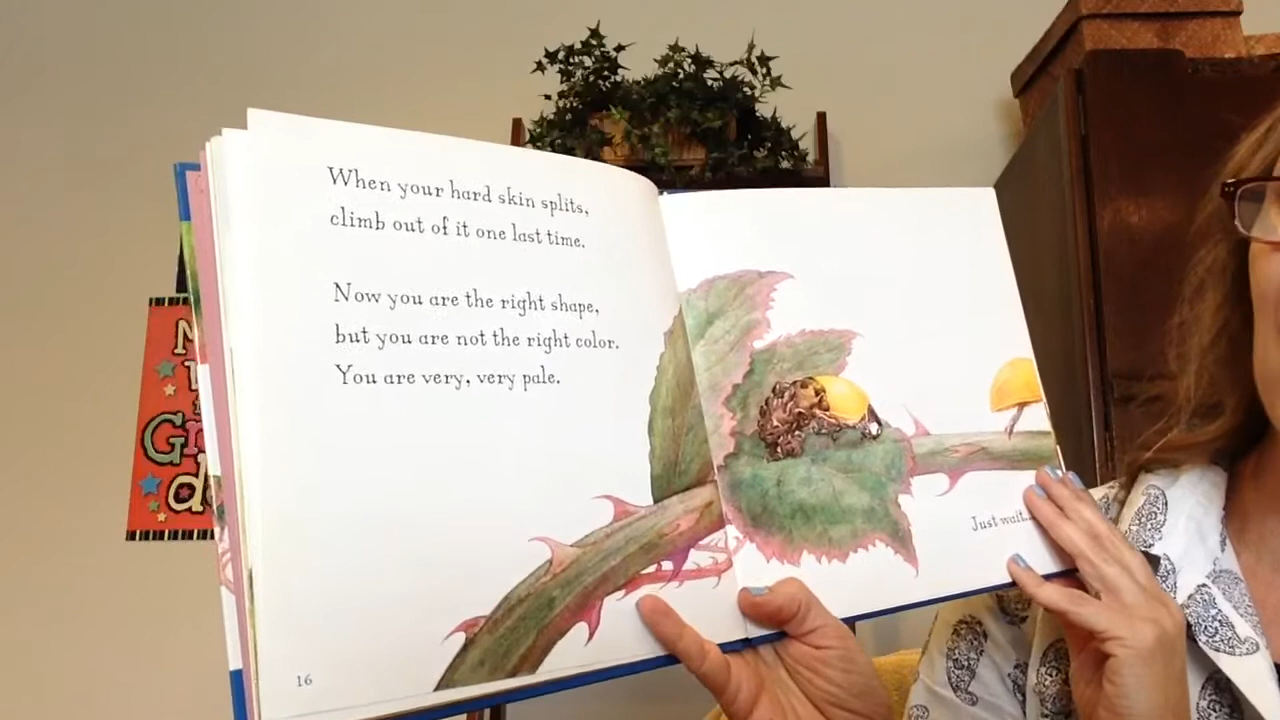 When your hard skin splits,
climb out of it one last time.
Now you are the right shape,
but you are not the right color.
You are very, very pale.
Just wait...
16